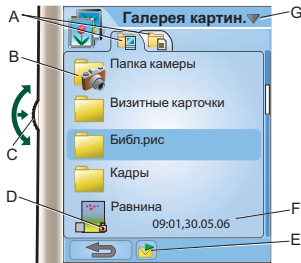 A
Галерея картин.
G
B
Папка камеры
Визитные карточки
C
Библ.рис
Кадры
D
Равнина
09:01,30.05.06
F
E